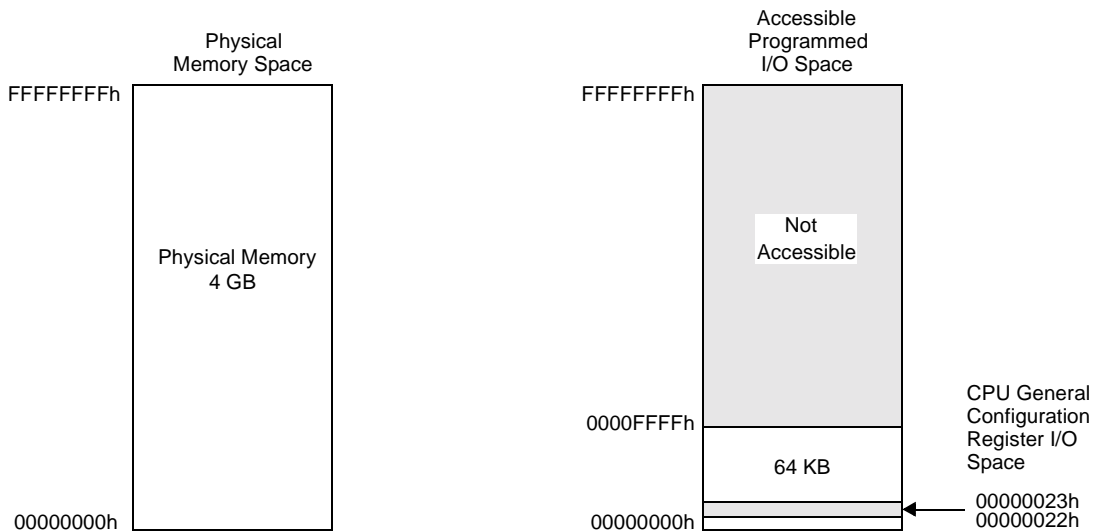 Physical
Memory Space
FFFFFFFFh
Physical Memory
4 GB
00000000h
Accessible
Programmed
I/O Space
FFFFFFFFh
Not
Accessible
0000FFFFh
64 KB
00000000h
CPU General
Configuration
Register I/O
Space
00000023h
00000022h